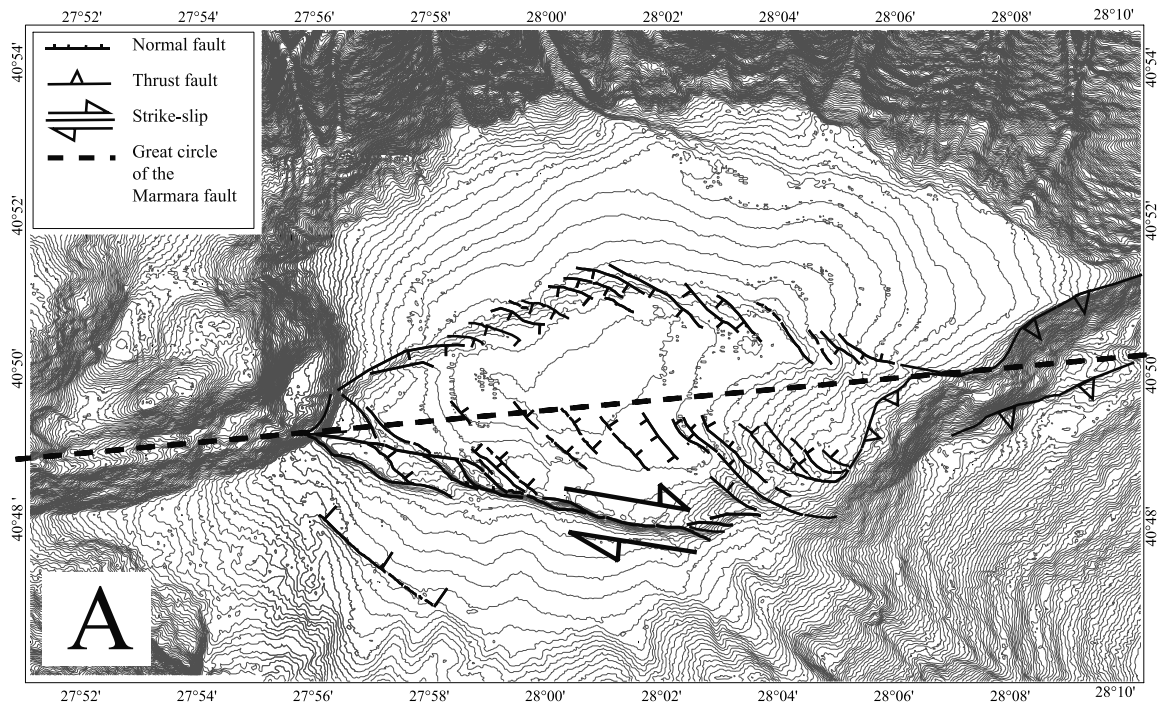 27°52' 27°54' 27°56' 27°58' 28°00' 28°02' 28°04' 28°06' 28°08' 28°10'
Normal fault
Thrust fault
Strike-slip
Great circle
of the
Marmara fault
40°54' 40°54'
40°52' 40°52'
40°50' 40°50'
40°48' 40°48'
A
27°52' 27°54' 27°56' 27°58' 28°00' 28°02' 28°04' 28°06' 28°08' 28°10'